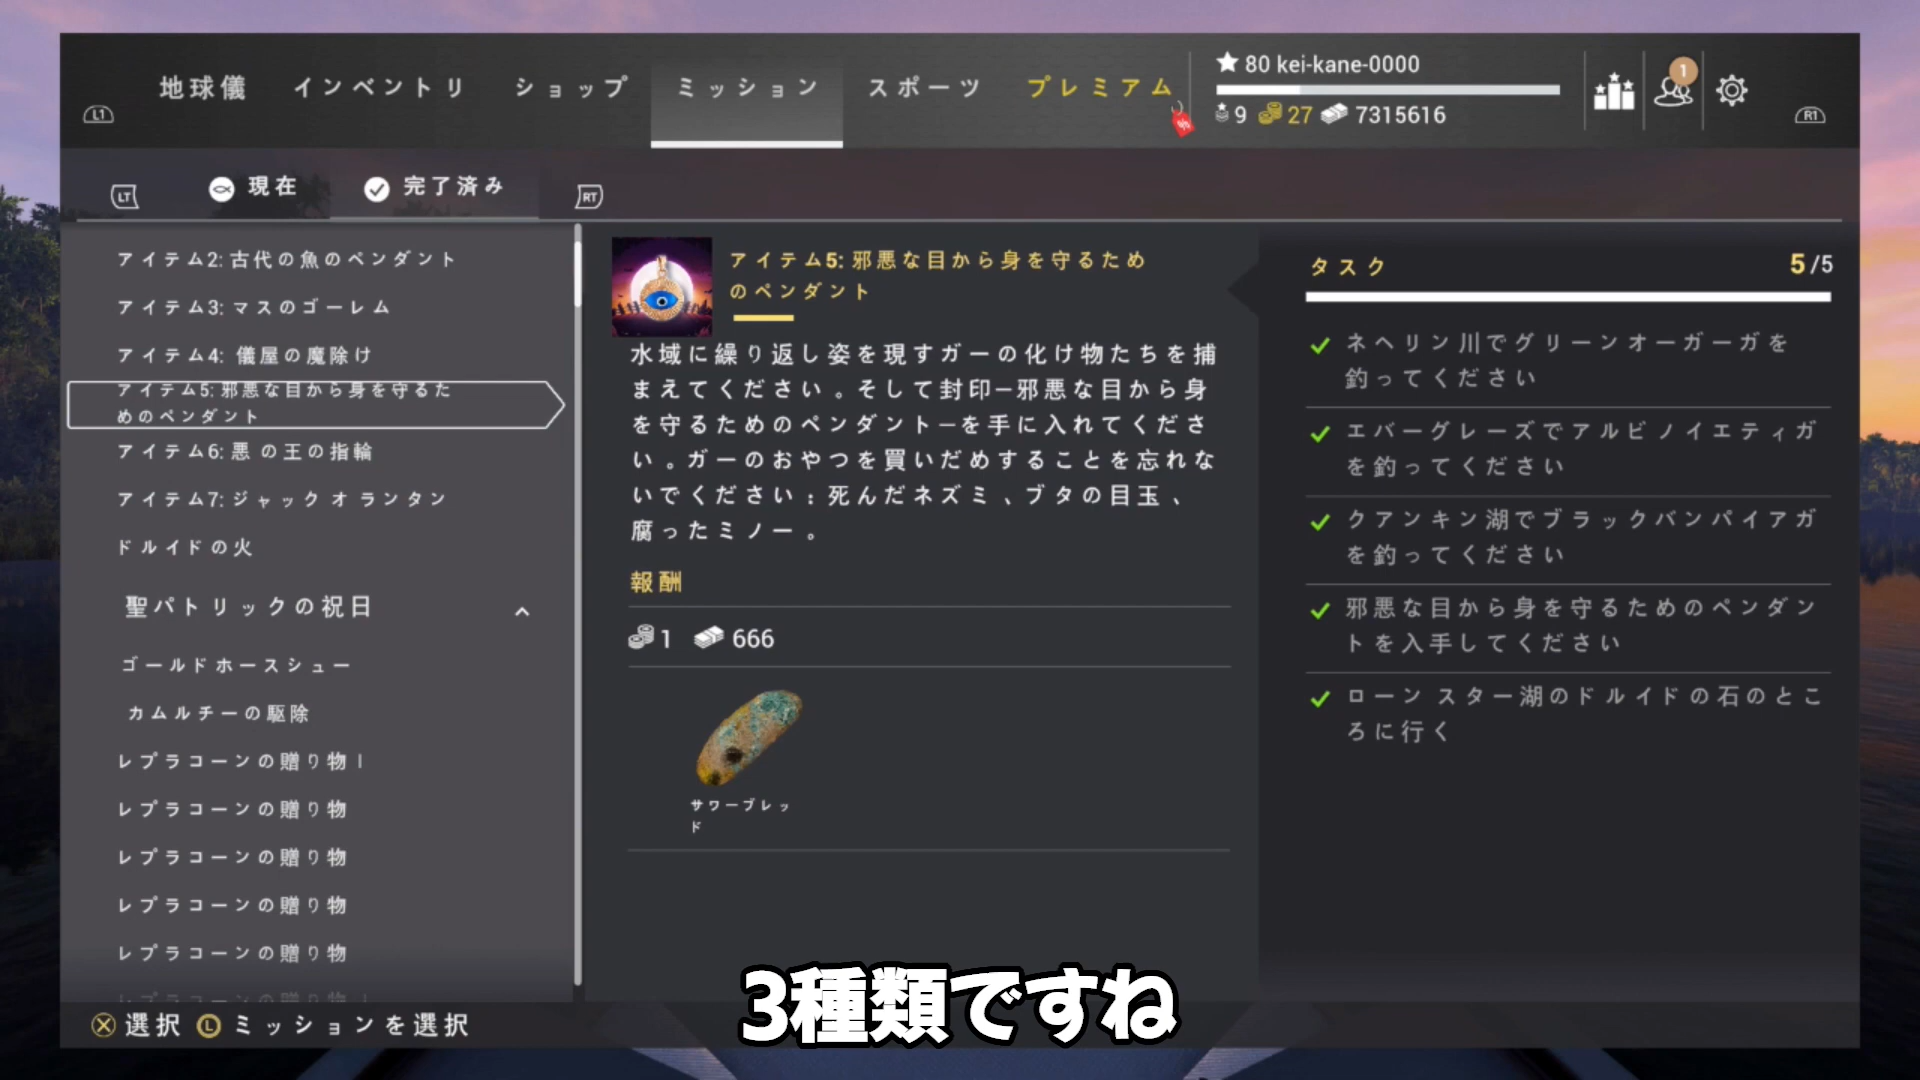 地球儀
インベントリ
ショップ
ミッション
スポーツ
プレミアム
80 kei-kane-0000
9 27 7315616
1
L1
R1
LT
現在
完了済み
RT
アイテム2: 古代の魚のペンダント
アイテム3: マスのゴーレム
アイテム4: 儀屋の魔除け
アイテム5: 邪悪な目から身を守るた
めのペンダント
アイテム6: 悪 の王の指輪
アイテム7: ジャック オ ランタン
ドルイドの火
聖パトリックの祝日
ゴールドホースシュー
カムルチーの駆除
レプラコーンの贈り物 I
レプラコーンの贈り物
レプラコーンの贈り物
レプラコーンの贈り物
レプラコーンの贈り物
アイテム5: 邪悪な目から身を守るため
のペンダント
水域に繰り返し姿を現すガーの化け物たちを捕
まえてください。そして封印–邪悪な目から身
を守るためのペンダント–を手に入れてくださ
い。ガーのおやつを買いだめすることを忘れな
いでください：死んだネズミ、ブタの目玉、
腐ったミノー。
報酬
1 666
サワーブレッ
ド
タスク
5/5
ネヘリン川でグリーンオーガーガを
釣ってください
エバーグレーズでアルビノイエティガ
を釣ってください
クアンキン湖でブラックバンパイアガ
を釣ってください
邪悪な目から身を守るためのペンダン
トを入手してください
ローン スター湖のドルイドの石のとこ
ろに行く
選択
L ミッションを選択
3種類ですね